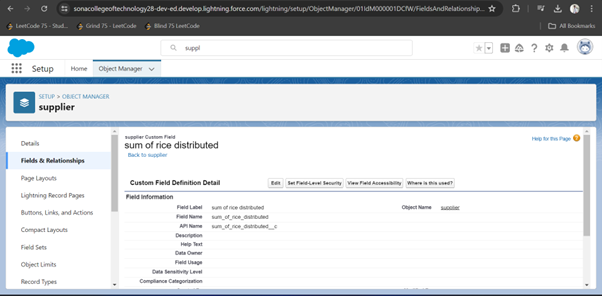 sonacollegeoftechnology28-dev-ed.develop.lightning.force.com/lightning/setup/ObjectManager/01IdM000001DCfW/FieldsAndRelationship...
LeetCode 75 - Stud... Grind 75 - LeetCode Blind 75 LeetCode All Bookmarks
suppl
Setup Home Object Manager
SETUP > OBJECT MANAGER
supplier
Details
Fields & Relationships
Page Layouts
Lightning Record Pages
Buttons, Links, and Actions
Compact Layouts
Field Sets
Object Limits
Record Types
supplier Custom Field
sum of rice distributed
Back to supplier
Help for this Page
Custom Field Definition Detail Edit Set Field-Level Security View Field Accessibility Where is this used?
Field Information
Field Label sum of rice distributed Object Name supplier
Field Name sum_of_rice_distributed
API Name sum_of_rice_distributed__c
Description
Help Text
Data Owner
Field Usage
Data Sensitivity Level
Compliance Categorization